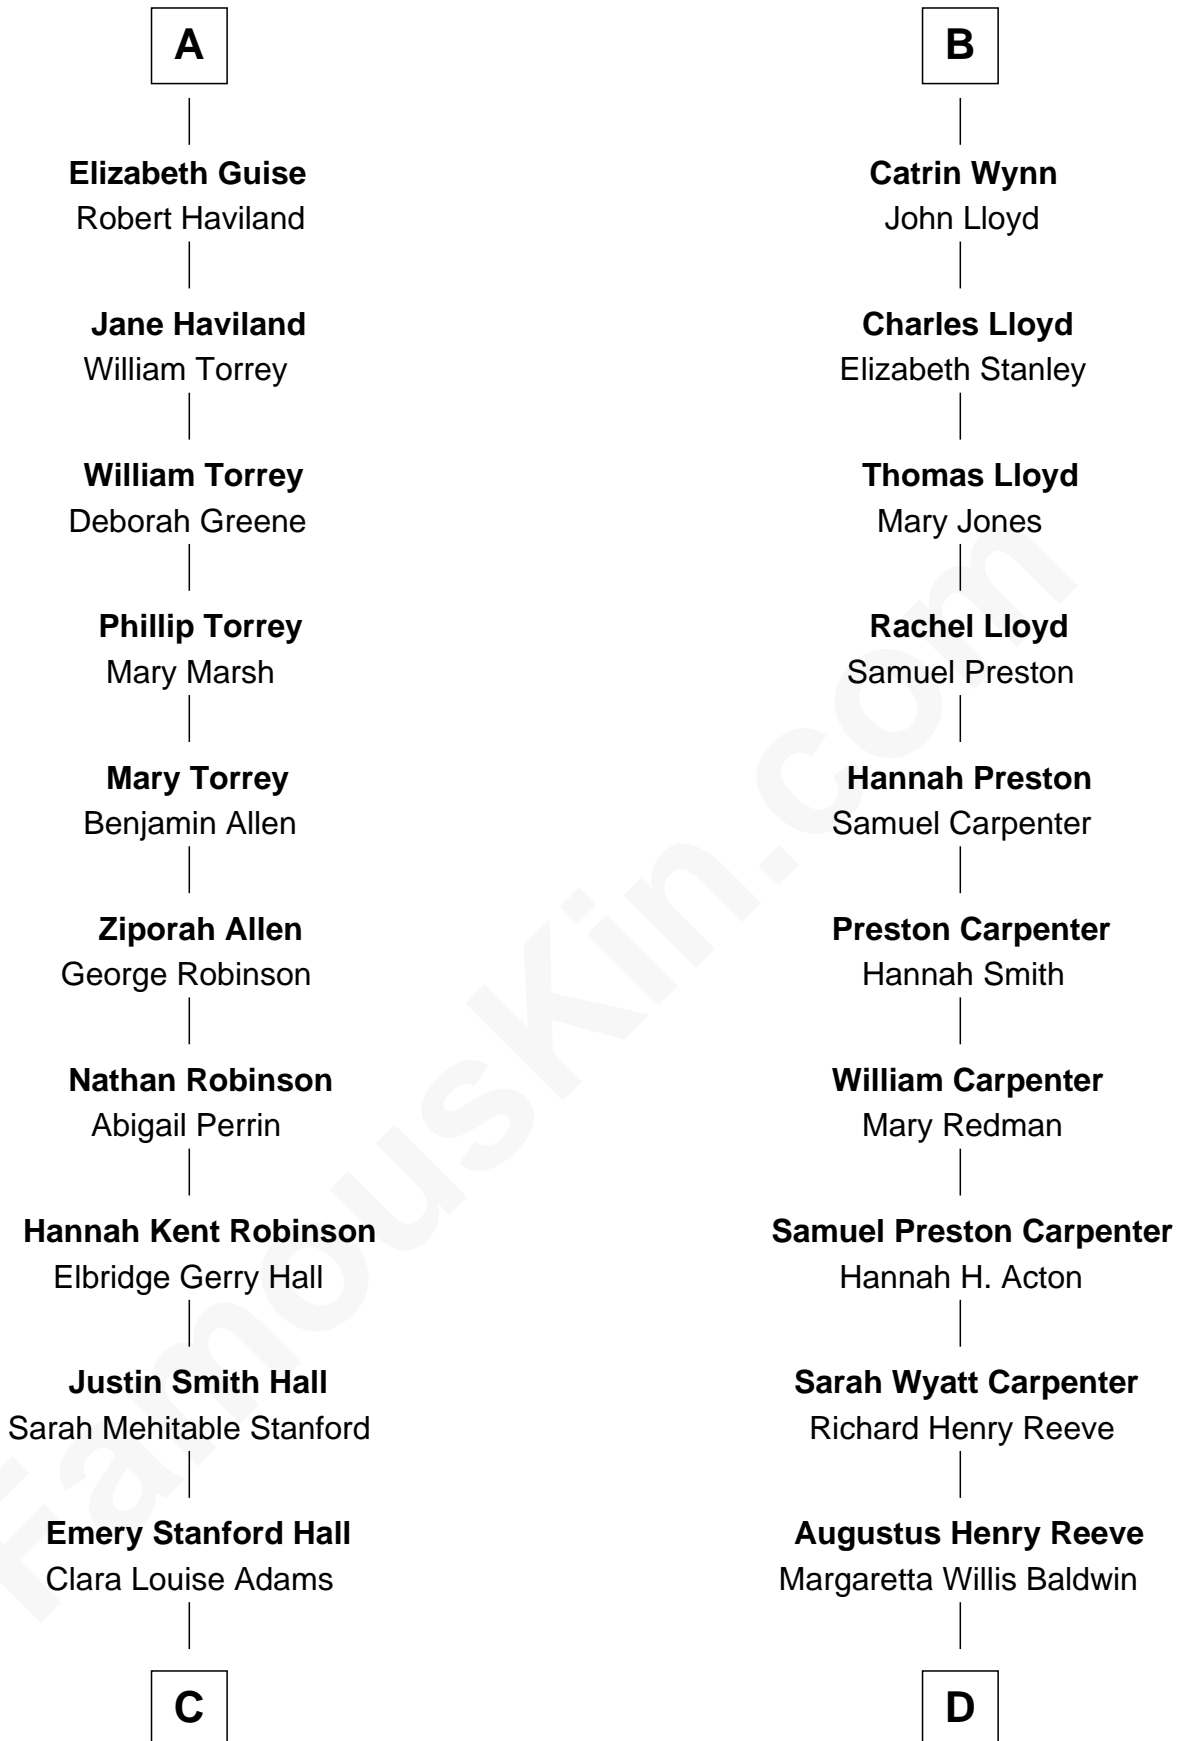 A
Elizabeth Guise
Robert Haviland
Jane Haviland
William Torrey
William Torrey
Deborah Greene
Phillip Torrey
Mary Marsh
Mary Torrey
Benjamin Allen
Ziporah Allen
George Robinson
Nathan Robinson
Abigail Perrin
Hannah Kent Robinson
Elbridge Gerry Hall
Justin Smith Hall
Sarah Mehitable Stanford
Emery Stanford Hall
Clara Louise Adams
C
B
Catrin Wynn
John Lloyd
Charles Lloyd
Elizabeth Stanley
Thomas Lloyd
Mary Jones
Rachel Lloyd
Samuel Preston
Hannah Preston
Samuel Carpenter
Preston Carpenter
Hannah Smith
William Carpenter
Mary Redman
Samuel Preston Carpenter
Hannah H. Acton
Sarah Wyatt Carpenter
Richard Henry Reeve
Augustus Henry Reeve
Margaretta Willis Baldwin
D
FamousKin.com